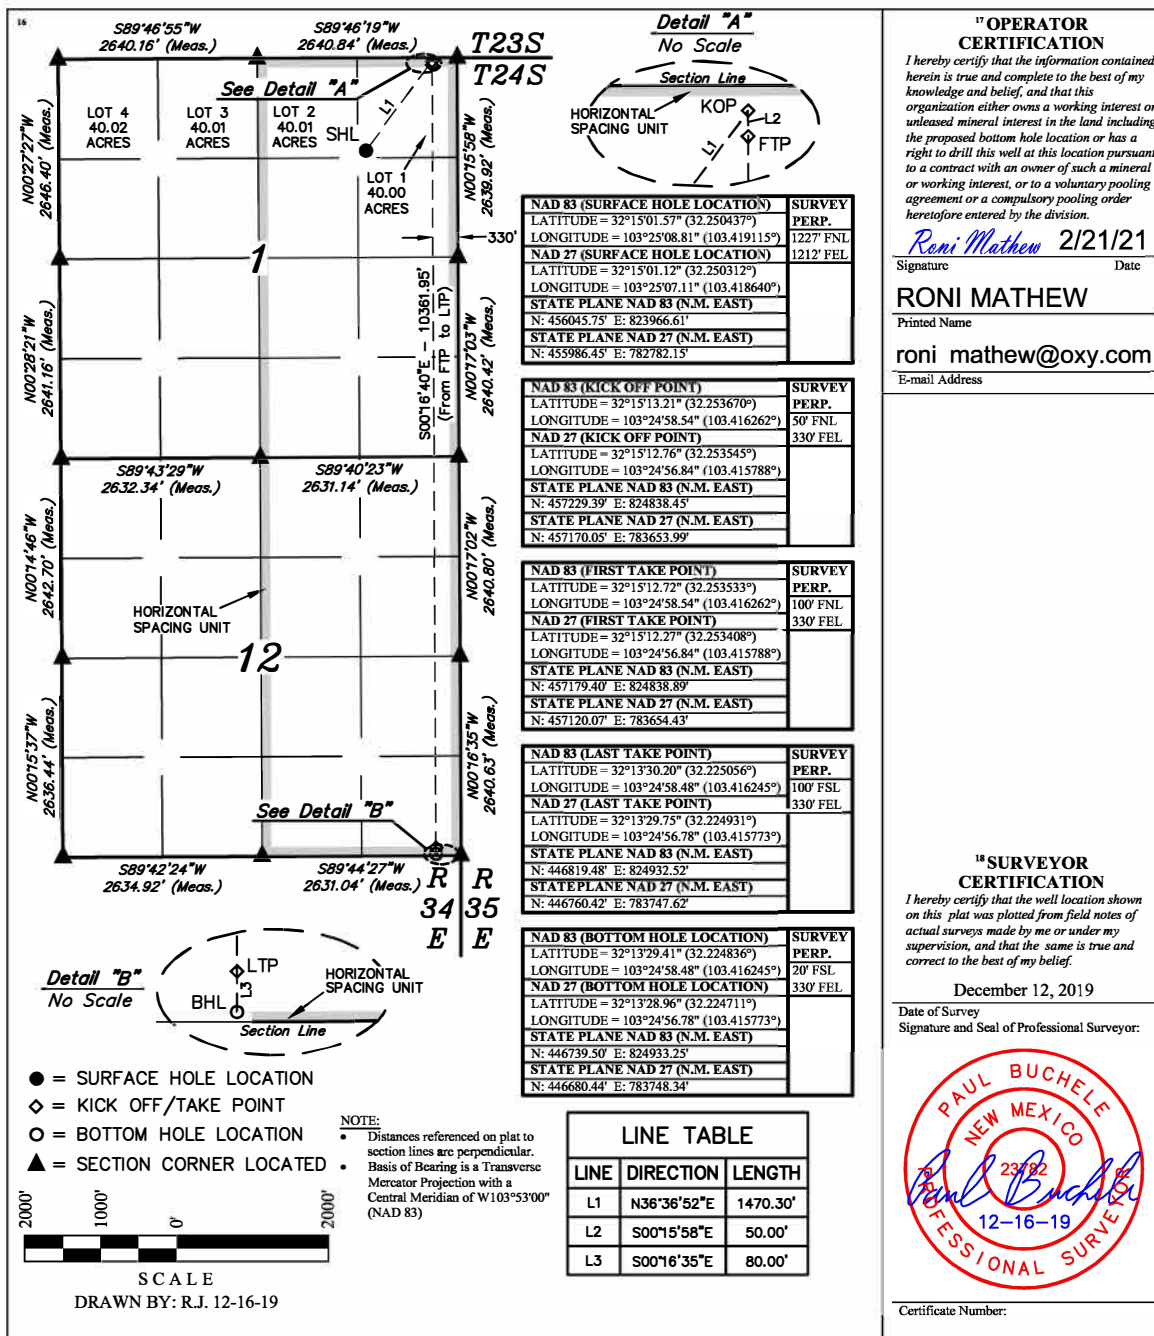 16
S89°46'55"W
2640.16' (Meas.)
S89°46'19"W
2640.84' (Meas.)
T23S
T24S
See Detail "A"
LOT 4
40.02
ACRES
LOT 3
40.01
ACRES
LOT 2
40.01
ACRES
SHL
L1
LOT 1
40.00
ACRES
N00°27'27"W
2646.40' (Meas.)
N00°15'58"W
2639.92' (Meas.)
330'
1
S00°16'40"E - 10361.95'
(From FTP to LTP)
N00°28'21"W
2641.16' (Meas.)
N00°17'03"W
2640.42' (Meas.)
S89°43'29"W
2632.34' (Meas.)
S89°40'23"W
2631.14' (Meas.)
N00°14'46"W
2642.70' (Meas.)
N00°17'02"W
2640.80' (Meas.)
HORIZONTAL
SPACING UNIT
12
N00°15'37"W
2636.44' (Meas.)
N00°16'35"W
2640.63' (Meas.)
See Detail "B"
S89°42'24"W
2634.92' (Meas.)
S89°44'27"W
2631.04' (Meas.)
R R
34 35
E E
Detail "A"
No Scale
Section Line
HORIZONTAL
SPACING UNIT
KOP
L2
FTP
L1
Detail "B"
No Scale
LTP
L3
BHL
HORIZONTAL
SPACING UNIT
Section Line
● = SURFACE HOLE LOCATION
◇ = KICK OFF/TAKE POINT
○ = BOTTOM HOLE LOCATION
▲ = SECTION CORNER LOCATED
NOTE:
• Distances referenced on plat to
section lines are perpendicular.
• Basis of Bearing is a Transverse
Mercator Projection with a
Central Meridian of W103°53'00"
(NAD 83)
2000' 1000' 0' 2000'
SCALE
DRAWN BY: R.J. 12-16-19
NAD 83 (SURFACE HOLE LOCATION) SURVEY
LATITUDE = 32°15'01.57" (32.250437°) PERP.
LONGITUDE = 103°25'08.81" (103.419115°) 1227' FNL
NAD 27 (SURFACE HOLE LOCATION) 1212' FEL
LATITUDE = 32°15'01.12" (32.250312°)
LONGITUDE = 103°25'07.11" (103.418640°)
STATE PLANE NAD 83 (N.M. EAST)
N: 456045.75' E: 823966.61'
STATE PLANE NAD 27 (N.M. EAST)
N: 455986.45' E: 782782.15'
NAD 83 (KICK OFF POINT) SURVEY
LATITUDE = 32°15'13.21" (32.253670°) PERP.
LONGITUDE = 103°24'58.54" (103.416262°) 50' FNL
NAD 27 (KICK OFF POINT) 330' FEL
LATITUDE = 32°15'12.76" (32.253545°)
LONGITUDE = 103°24'56.84" (103.415788°)
STATE PLANE NAD 83 (N.M. EAST)
N: 457229.39' E: 824838.45'
STATE PLANE NAD 27 (N.M. EAST)
N: 457170.05' E: 783653.99'
NAD 83 (FIRST TAKE POINT) SURVEY
LATITUDE = 32°15'12.72" (32.253533°) PERP.
LONGITUDE = 103°24'58.54" (103.416262°) 100' FNL
NAD 27 (FIRST TAKE POINT) 330' FEL
LATITUDE = 32°15'12.27" (32.253408°)
LONGITUDE = 103°24'56.84" (103.415788°)
STATE PLANE NAD 83 (N.M. EAST)
N: 457179.40' E: 824838.89'
STATE PLANE NAD 27 (N.M. EAST)
N: 457120.07' E: 783654.43'
NAD 83 (LAST TAKE POINT) SURVEY
LATITUDE = 32°13'30.20" (32.225056°) PERP.
LONGITUDE = 103°24'58.48" (103.416245°) 100' FSL
NAD 27 (LAST TAKE POINT) 330' FEL
LATITUDE = 32°13'29.75" (32.224931°)
LONGITUDE = 103°24'56.78" (103.415773°)
STATE PLANE NAD 83 (N.M. EAST)
N: 446819.48' E: 824932.52'
STATE PLANE NAD 27 (N.M. EAST)
N: 446760.42' E: 783747.62'
NAD 83 (BOTTOM HOLE LOCATION) SURVEY
LATITUDE = 32°13'29.41" (32.224836°) PERP.
LONGITUDE = 103°24'58.48" (103.416245°) 20' FSL
NAD 27 (BOTTOM HOLE LOCATION) 330' FEL
LATITUDE = 32°13'28.96" (32.224711°)
LONGITUDE = 103°24'56.78" (103.415773°)
STATE PLANE NAD 83 (N.M. EAST)
N: 446739.50' E: 824933.25'
STATE PLANE NAD 27 (N.M. EAST)
N: 446680.44' E: 783748.34'
LINE TABLE
LINE DIRECTION LENGTH
L1 N36°36'52"E 1470.30'
L2 S00°15'58"E 50.00'
L3 S00°16'35"E 80.00'
17 OPERATOR
CERTIFICATION
I hereby certify that the information contained
herein is true and complete to the best of my
knowledge and belief, and that this
organization either owns a working interest or
unleased mineral interest in the land including
the proposed bottom hole location or has a
right to drill this well at this location pursuant
to a contract with an owner of such a mineral
or working interest, or to a voluntary pooling
agreement or a compulsory pooling order
heretofore entered by the division.
Roni Mathew 2/21/21
Signature Date
RONI MATHEW
Printed Name
roni mathew@oxy.com
E-mail Address
18 SURVEYOR
CERTIFICATION
I hereby certify that the well location shown
on this plat was plotted from field notes of
actual surveys made by me or under my
supervision, and that the same is true and
correct to the best of my belief.
December 12, 2019
Date of Survey
Signature and Seal of Professional Surveyor:
PAUL BUCHELE
NEW MEXICO
23782
Paul Buchele
12-16-19
PROFESSIONAL SURVEYOR
Certificate Number: